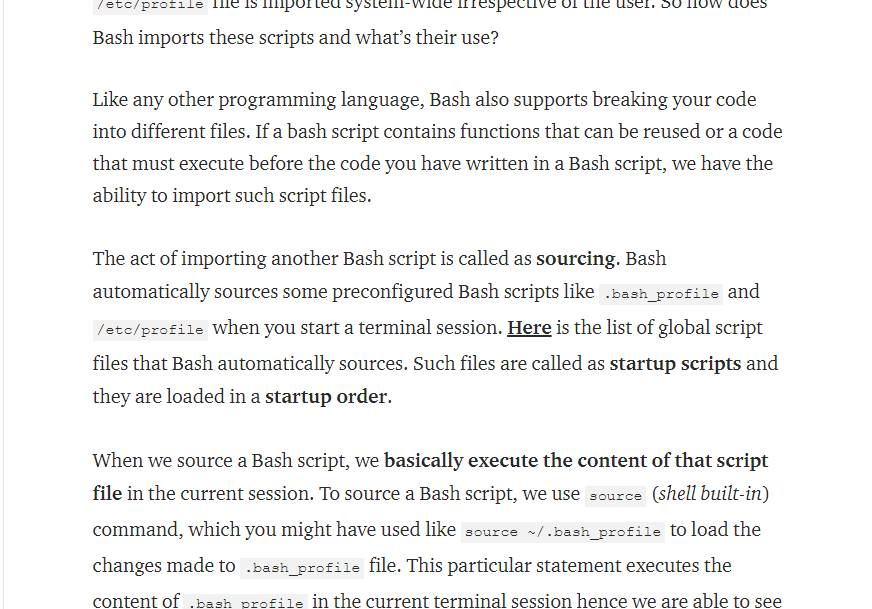 /etc/profile file is imported system-wide irrespective of the user. So how does
Bash imports these scripts and what’s their use?
Like any other programming language, Bash also supports breaking your code
into different files. If a bash script contains functions that can be reused or a code
that must execute before the code you have written in a Bash script, we have the
ability to import such script files.
The act of importing another Bash script is called as sourcing. Bash
automatically sources some preconfigured Bash scripts like .bash_profile and
/etc/profile when you start a terminal session. Here is the list of global script
files that Bash automatically sources. Such files are called as startup scripts and
they are loaded in a startup order.
When we source a Bash script, we basically execute the content of that script
file in the current session. To source a Bash script, we use source (shell built-in)
command, which you might have used like source ~/.bash_profile to load the
changes made to .bash_profile file. This particular statement executes the
content of .bash_profile in the current terminal session hence we are able to see